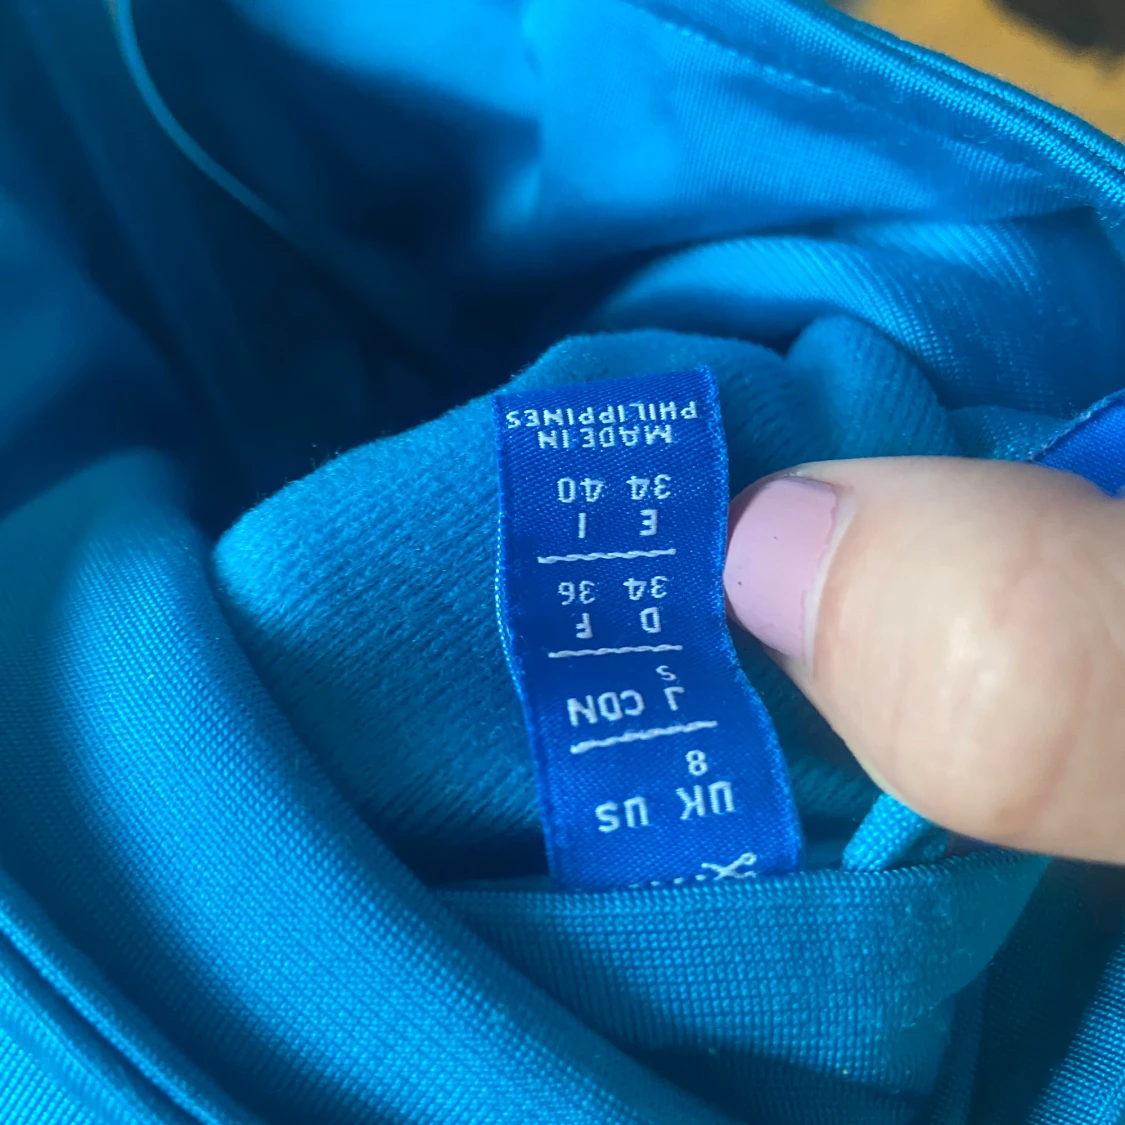 UK US
8
J CDN
S
D F
34 36
E I
34 40
MADE IN
PHILIPPINES